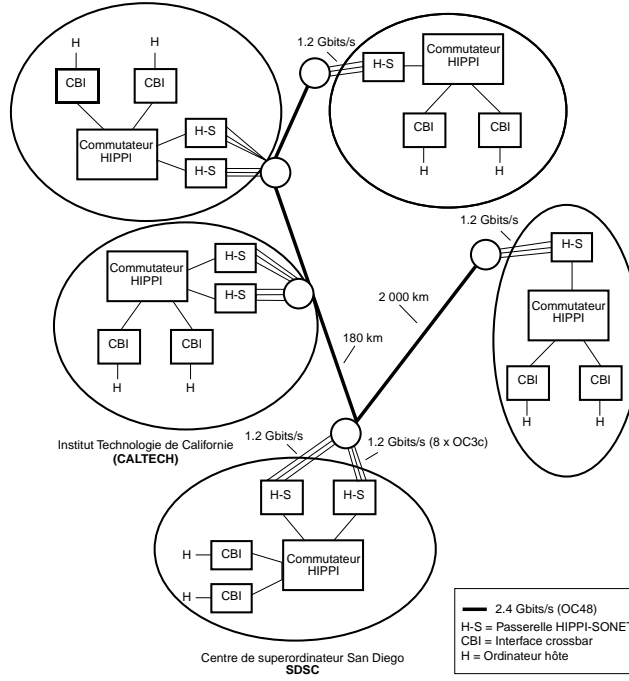 H
H
1.2 Gbits/s
CBI
CBI
H-S
Commutateur
HIPPI
Commutateur
HIPPI
H-S
H-S
CBI
CBI
H
H
1.2 Gbits/s
H-S
Commutateur
HIPPI
H-S
H-S
2 000 km
Commutateur
HIPPI
CBI
CBI
180 km
H
H
CBI
CBI
H
H
Institut Technologie de Californie
(CALTECH)
1.2 Gbits/s
1.2 Gbits/s (8 x OC3c)
H-S
H-S
H
CBI
Commutateur
HIPPI
H
CBI
2.4 Gbits/s (OC48)
H-S = Passerelle HIPPI-SONET
CBI = Interface crossbar
H = Ordinateur hôte
Centre de superordinateur San Diego
SDSC